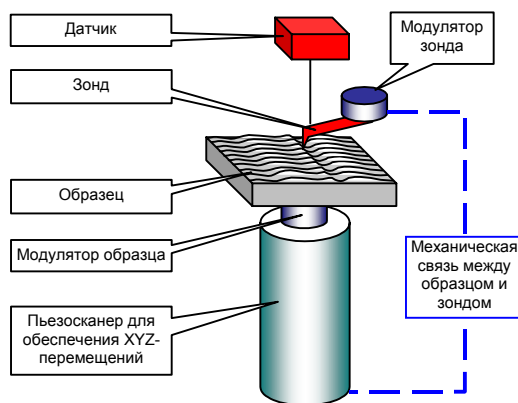 Датчик
Модулятор
зонда
Зонд
Образец
Модулятор образца
Механическая
связь между
образцом и
зондом
Пьезосканер для
обеспечения XYZ-
перемещений